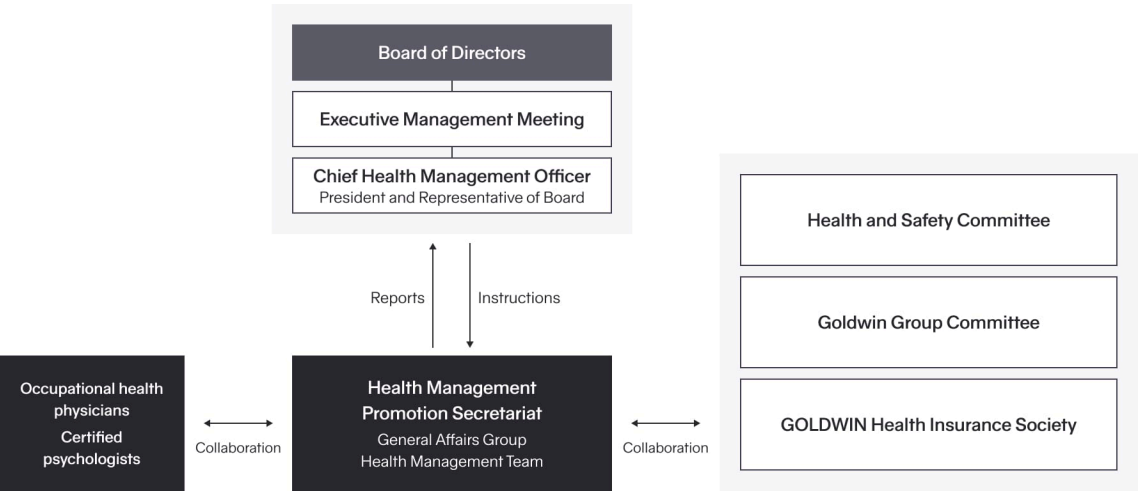 Board of Directors
Executive Management Meeting
Chief Health Management Officer
President and Representative of Board
Reports
Instructions
Health and Safety Committee
Goldwin Group Committee
GOLDWIN Health Insurance Society
Occupational health
physicians
Certified
psychologists
Collaboration
Health Management
Promotion Secretariat
General Affairs Group
Health Management Team
Collaboration